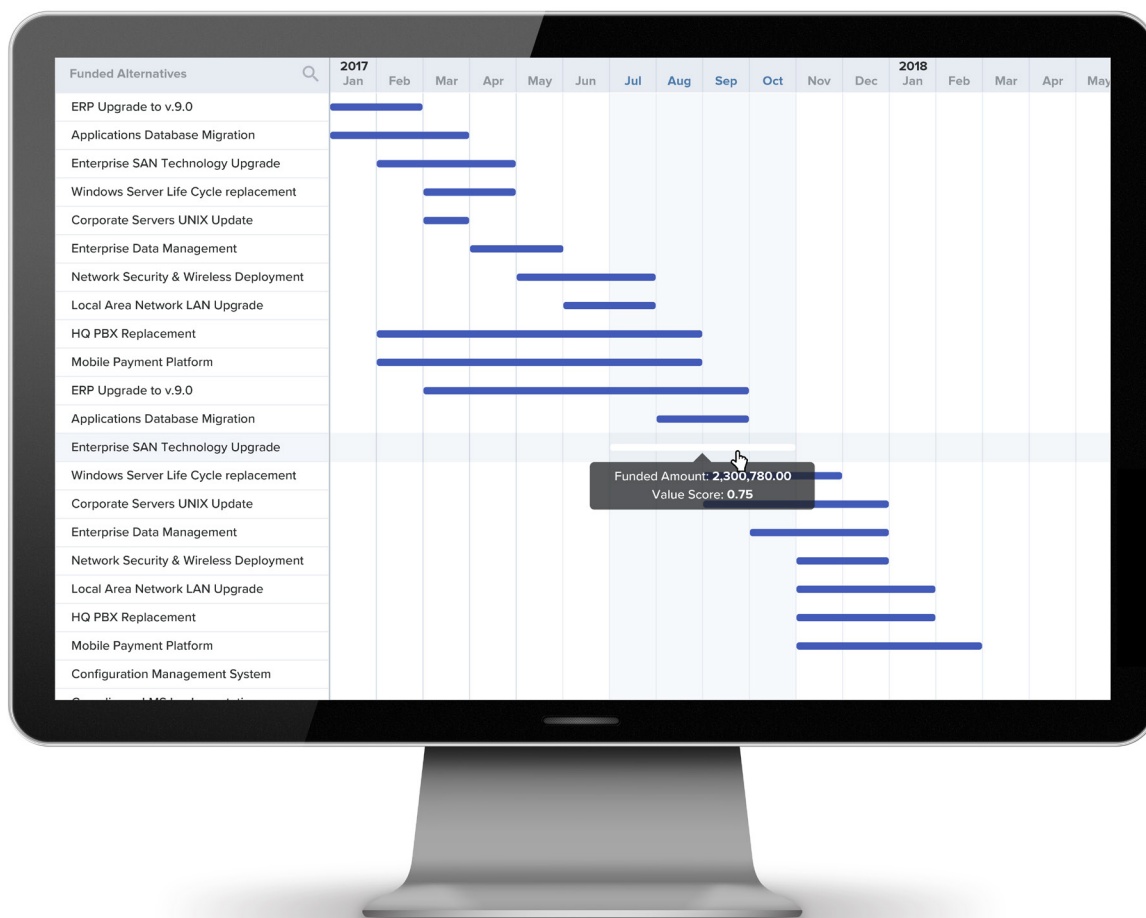 Funded Alternatives
2017 2018
Jan Feb Mar Apr May Jun Jul Aug Sep Oct Nov Dec Jan Feb Mar Apr May
ERP Upgrade to v.9.0
Applications Database Migration
Enterprise SAN Technology Upgrade
Windows Server Life Cycle replacement
Corporate Servers UNIX Update
Enterprise Data Management
Network Security & Wireless Deployment
Local Area Network LAN Upgrade
HQ PBX Replacement
Mobile Payment Platform
ERP Upgrade to v.9.0
Applications Database Migration
Enterprise SAN Technology Upgrade
Funded Amount: 2,300,780.00
Value Score: 0.75
Windows Server Life Cycle replacement
Corporate Servers UNIX Update
Enterprise Data Management
Network Security & Wireless Deployment
Local Area Network LAN Upgrade
HQ PBX Replacement
Mobile Payment Platform
Configuration Management System